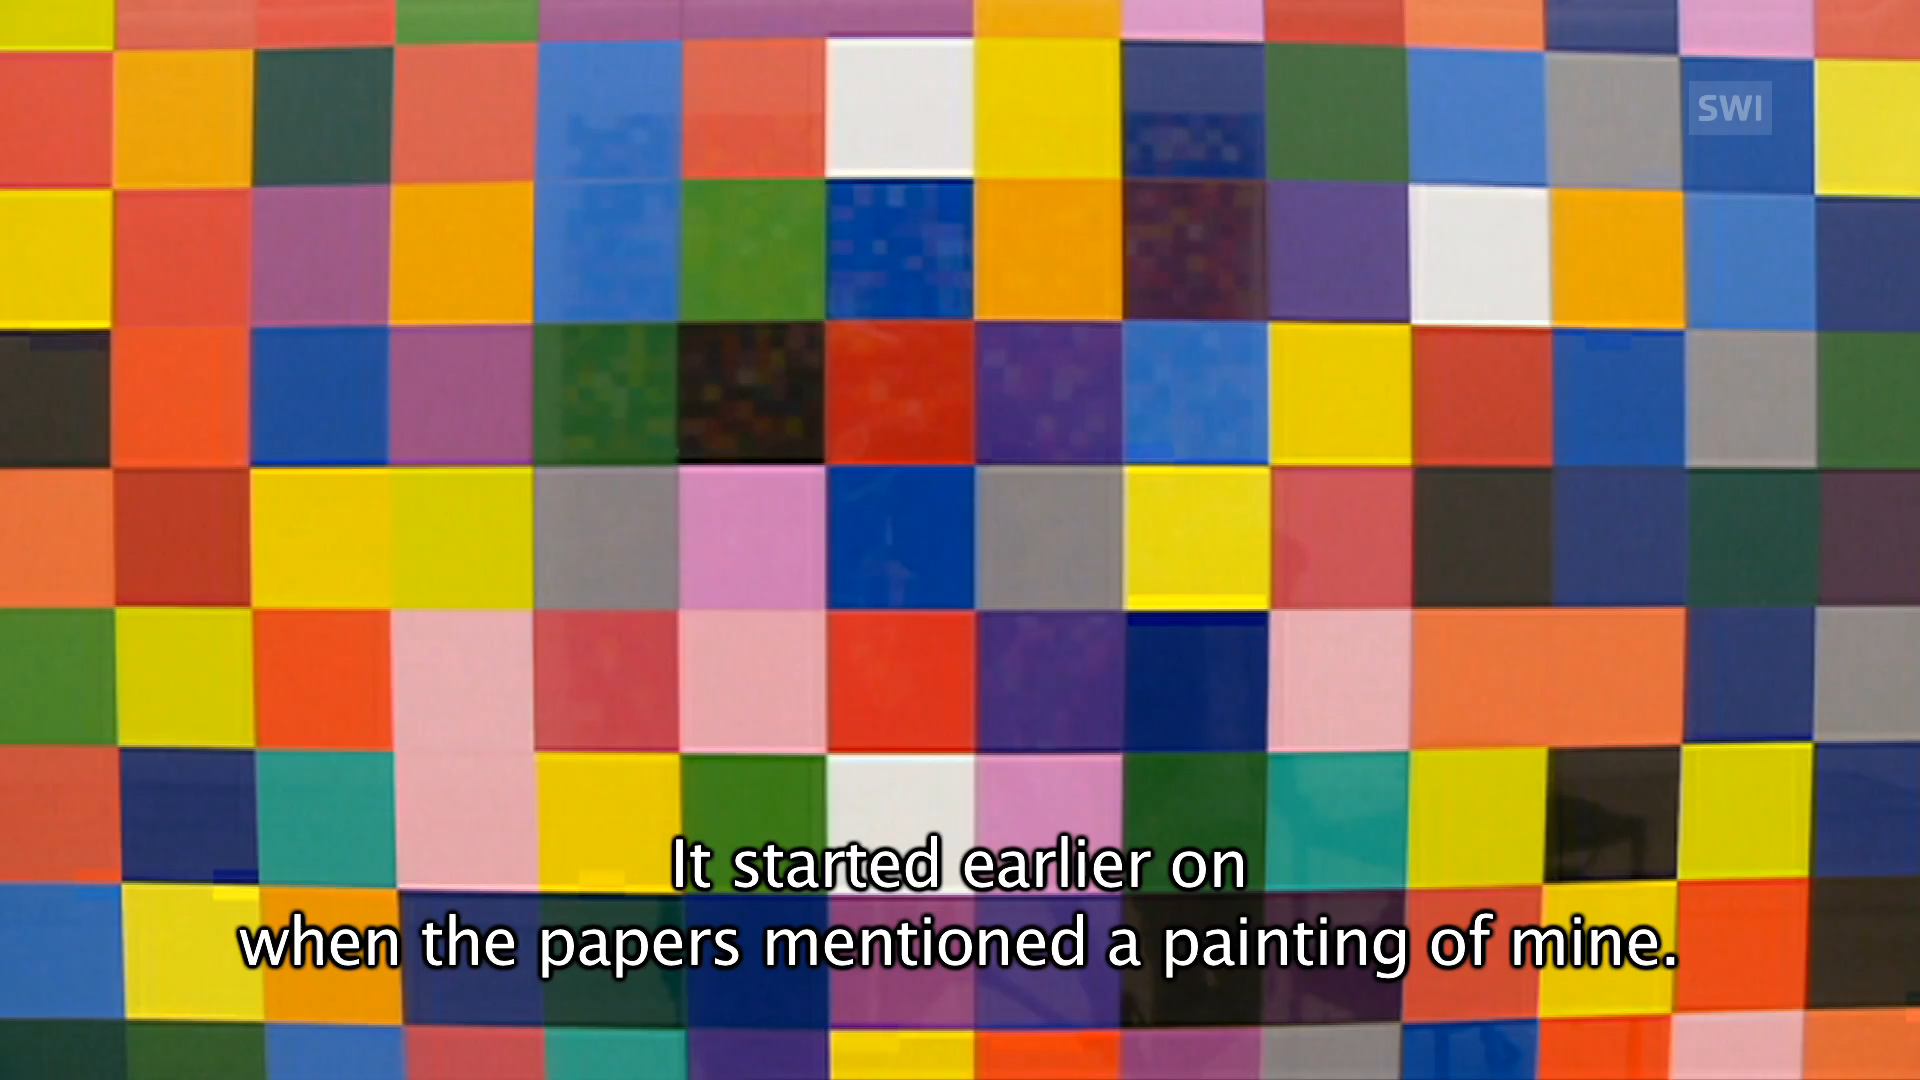 SWI
It started earlier on
when the papers mentioned a painting of mine.